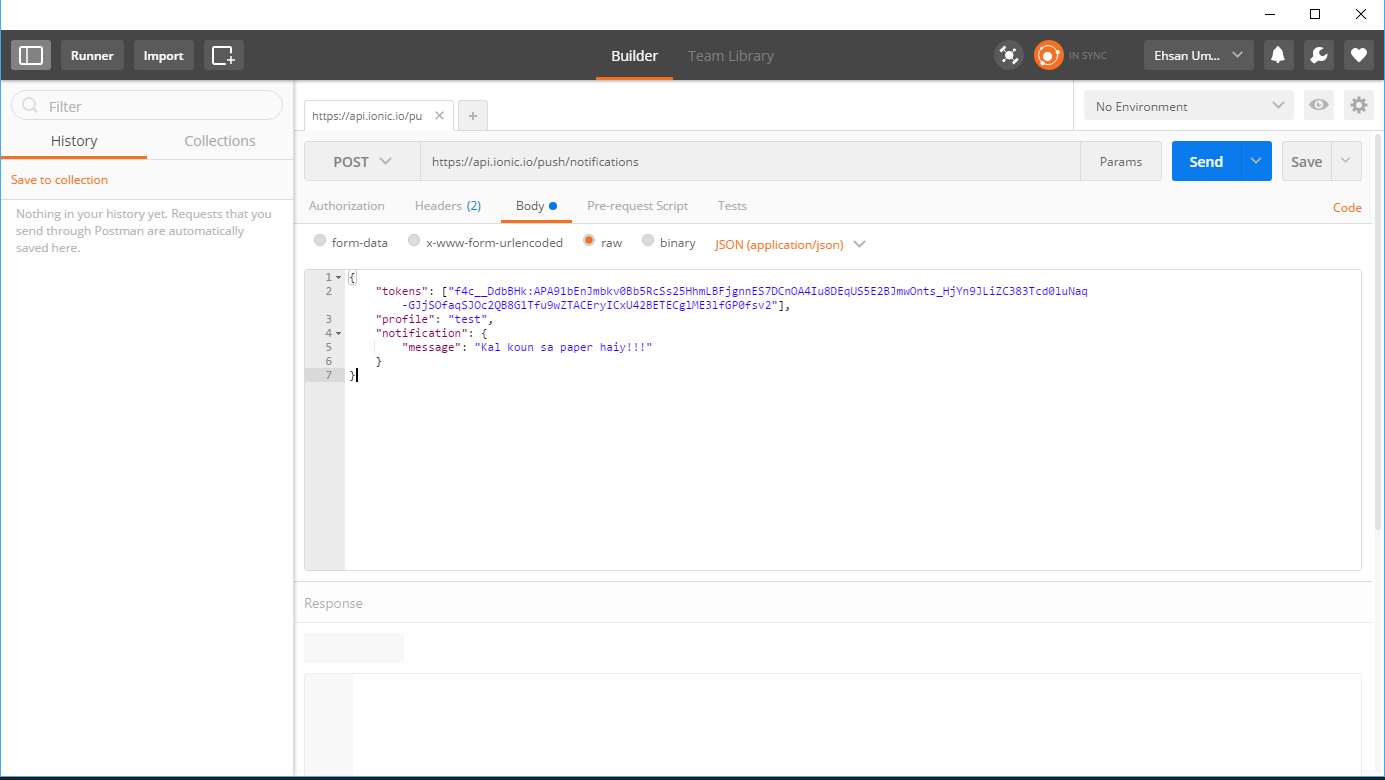 Runner
Import
Builder
Team Library
IN SYNC
Ehsan Um...
Filter
History
Collections
Save to collection
Nothing in your history yet. Requests that you
send through Postman are automatically
saved here.
https://api.ionic.io/pu
No Environment
POST
https://api.ionic.io/push/notifications
Params
Send
Save
Authorization
Headers (2)
Body
Pre-request Script
Tests
Code
form-data
x-www-form-urlencoded
raw
binary
JSON (application/json)
1 {
2 "tokens": ["f4c__DdbBHk:APA91bEnJmbkv0Bb5RcSs25HhmLBFjgnnES7DCnOA4Iu8DEqUS5E2BJmwOnts_HjYn9JLiZC383Tcd0luNaq
-GJjSOfaqSJOc2QB8G1Tfu9wZTACEryICxU42BETECglME3lfGP0fsv2"],
3 "profile": "test",
4 "notification": {
5 "message": "Kal koun sa paper haiy!!!"
6 }
7 }
Response